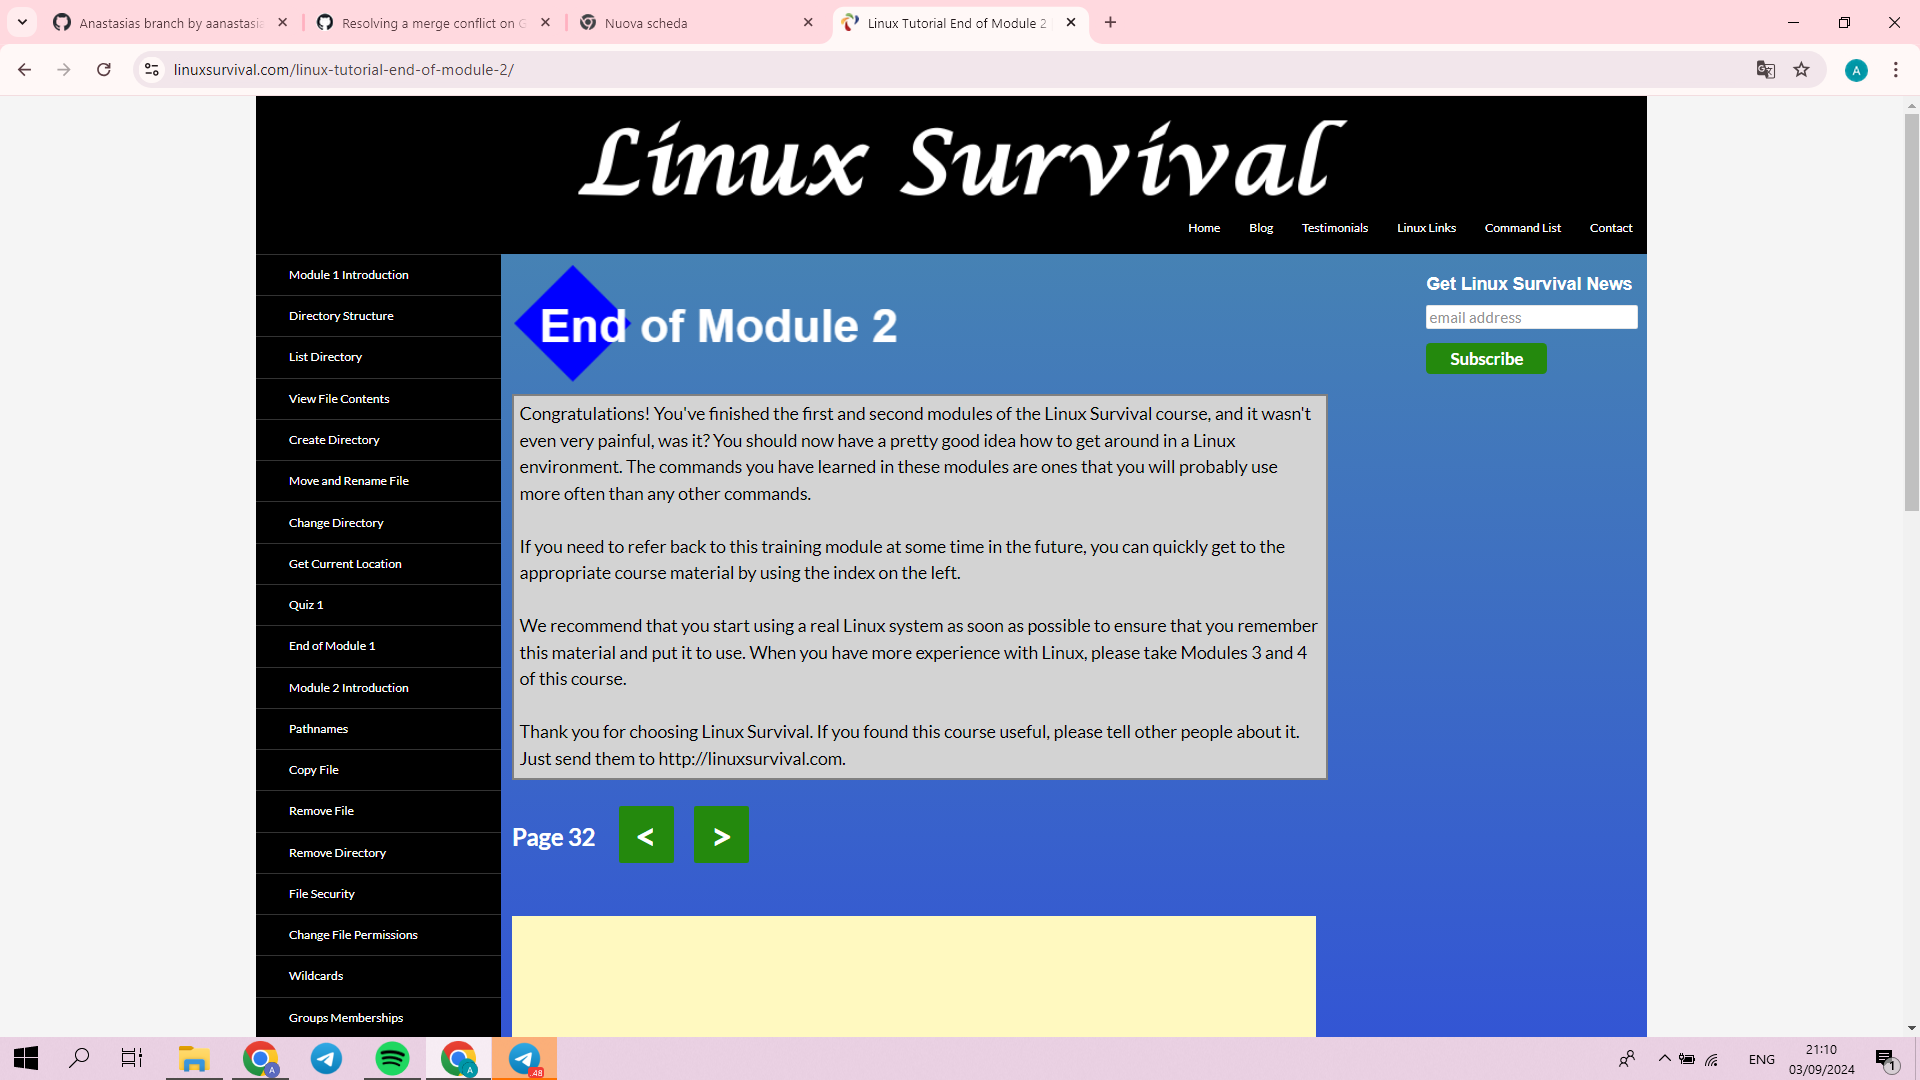 Anastasias branch by aanastasia
Resolving a merge conflict on G
Nuova scheda
Linux Tutorial End of Module 2
linuxsurvival.com/linux-tutorial-end-of-module-2/
A
Linux Survival
Home
Blog
Testimonials
Linux Links
Command List
Contact
Module 1 Introduction
Directory Structure
List Directory
View File Contents
Create Directory
Move and Rename File
Change Directory
Get Current Location
Quiz 1
End of Module 1
Module 2 Introduction
Pathnames
Copy File
Remove File
Remove Directory
File Security
Change File Permissions
Wildcards
Groups Memberships
End of Module 2
Congratulations! You've finished the first and second modules of the Linux Survival course, and it wasn't
even very painful, was it? You should now have a pretty good idea how to get around in a Linux
environment. The commands you have learned in these modules are ones that you will probably use
more often than any other commands.
If you need to refer back to this training module at some time in the future, you can quickly get to the
appropriate course material by using the index on the left.
We recommend that you start using a real Linux system as soon as possible to ensure that you remember
this material and put it to use. When you have more experience with Linux, please take Modules 3 and 4
of this course.
Thank you for choosing Linux Survival. If you found this course useful, please tell other people about it.
Just send them to http://linuxsurvival.com.
Page 32
<
>
Get Linux Survival News
email address
Subscribe
A
A
48
ENG
21:10
03/09/2024
1